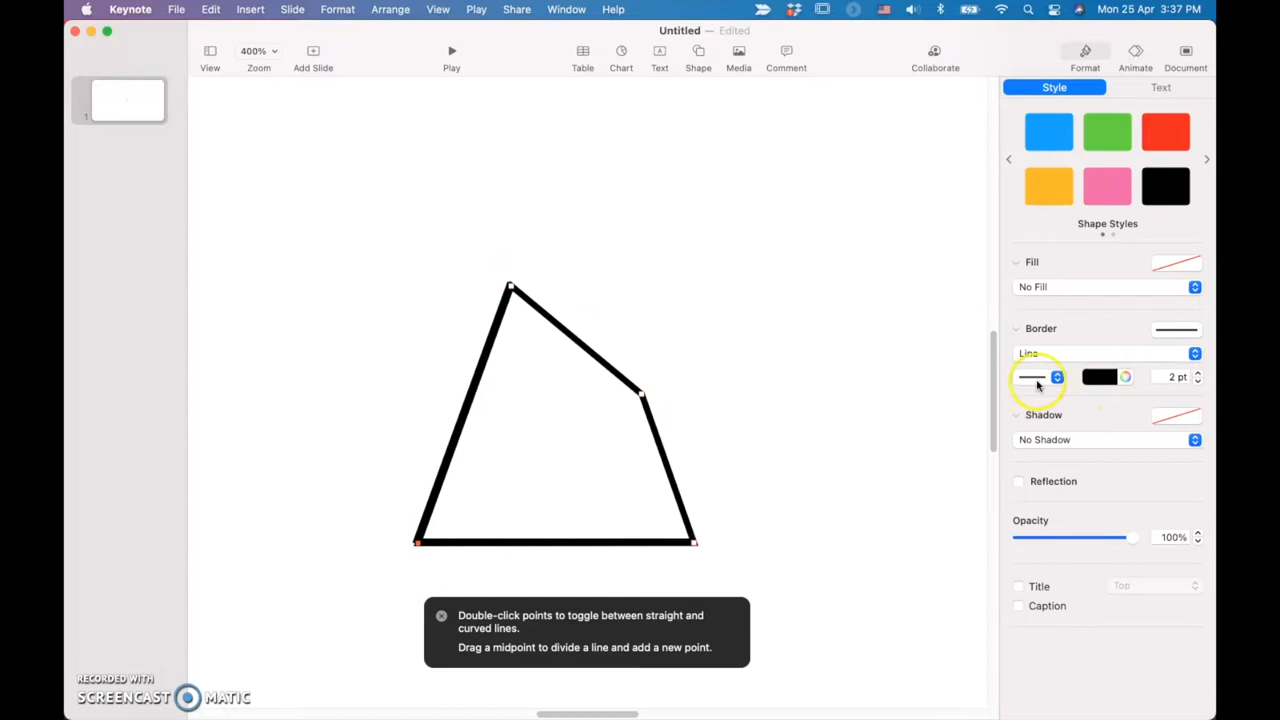 Keynote File Edit Insert Slide Format Arrange View Play Share Window Help Mon 25 Apr 3:37 PM
Untitled — Edited
400%
View Zoom Add Slide Play Table Chart Text Shape Media Comment Collaborate Format Animate Document
Style Text
1
Shape Styles
Fill
No Fill
Border
Line
2 pt
Shadow
No Shadow
Reflection
Opacity
100%
Title Top
Caption
Double-click points to toggle between straight and
curved lines.
Drag a midpoint to divide a line and add a new point.
RECORDED WITH
SCREENCAST MATIC